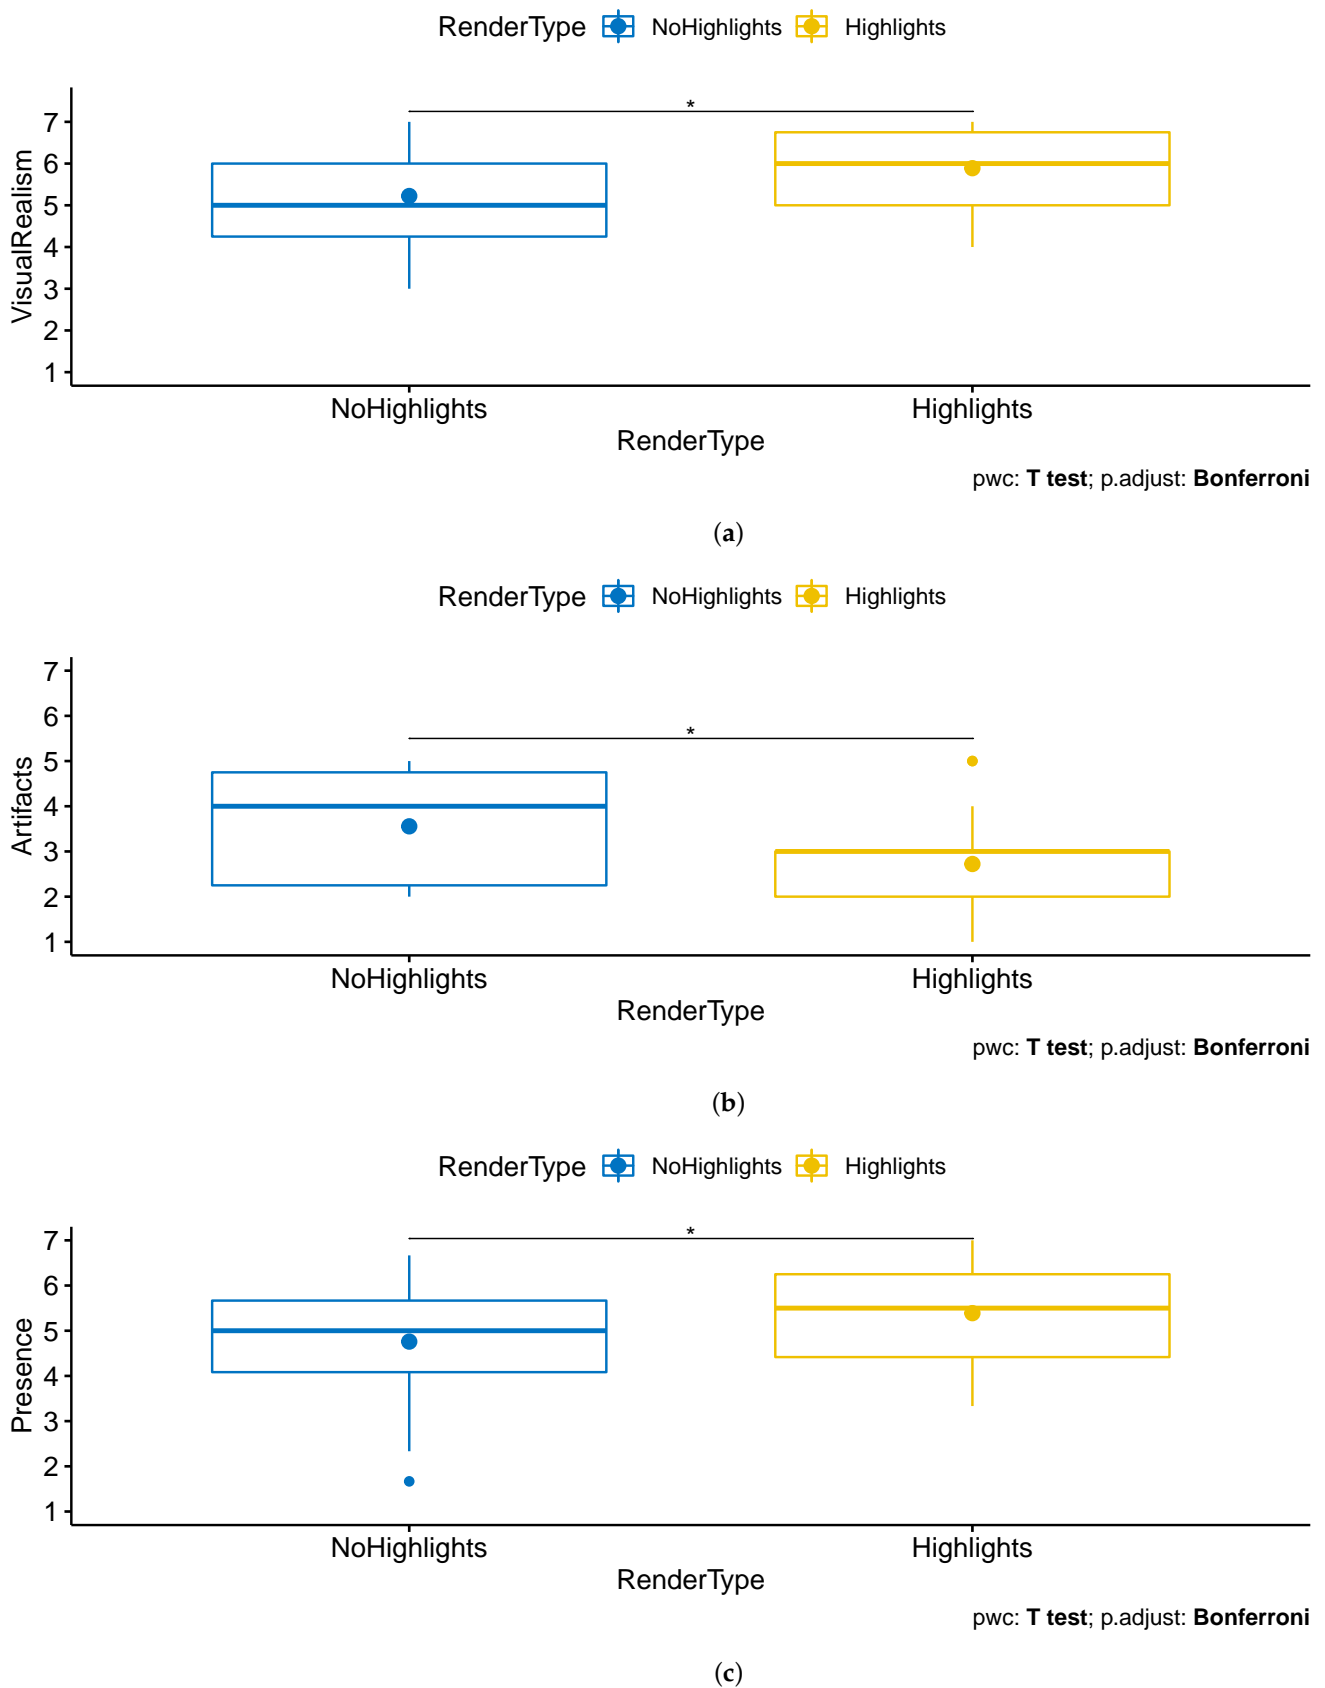 RenderType NoHighlights Highlights
*
7
6
5
4
3
2
1
VisualRealism
NoHighlights Highlights
RenderType
pwc: T test; p.adjust: Bonferroni
(a)
RenderType NoHighlights Highlights
*
7
6
5
4
3
2
1
Artifacts
NoHighlights Highlights
RenderType
pwc: T test; p.adjust: Bonferroni
(b)
RenderType NoHighlights Highlights
*
7
6
5
4
3
2
1
Presence
NoHighlights Highlights
RenderType
pwc: T test; p.adjust: Bonferroni
(c)